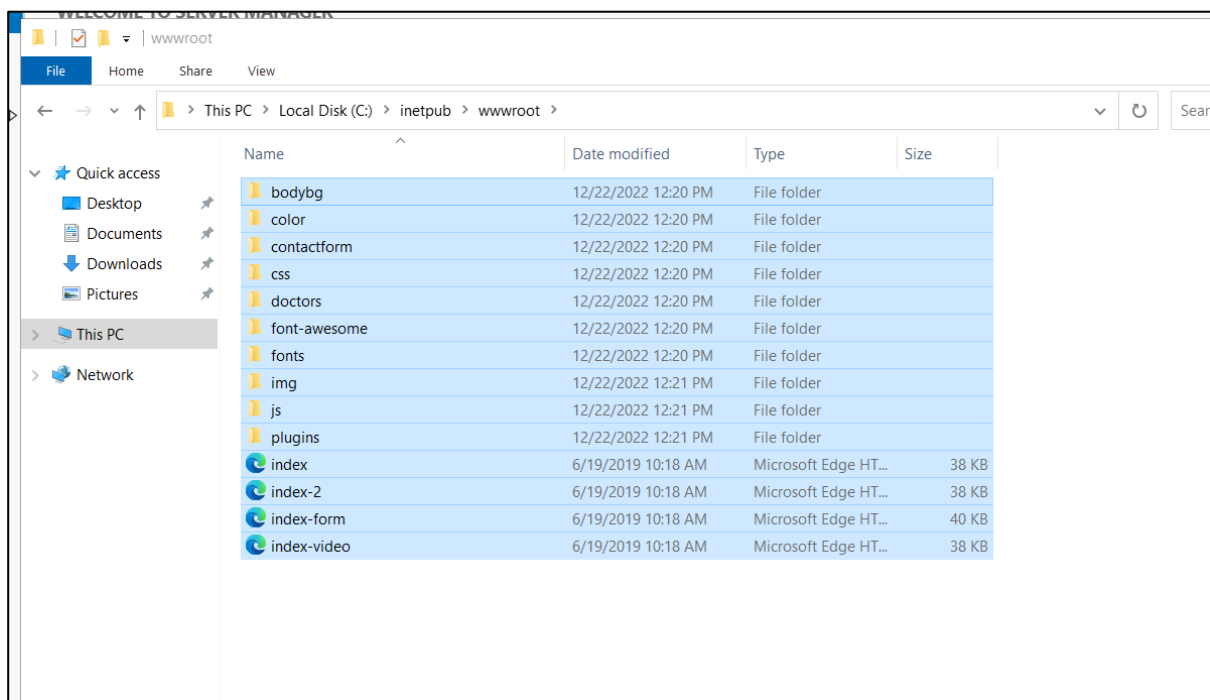 WELCOME TO SERVER MANAGER
wwwroot
File Home Share View
This PC > Local Disk (C:) > inetpub > wwwroot >
Sear
Name Date modified Type Size
Quick access
Desktop
Documents
Downloads
Pictures
This PC
Network
bodybg 12/22/2022 12:20 PM File folder
color 12/22/2022 12:20 PM File folder
contactform 12/22/2022 12:20 PM File folder
css 12/22/2022 12:20 PM File folder
doctors 12/22/2022 12:20 PM File folder
font-awesome 12/22/2022 12:20 PM File folder
fonts 12/22/2022 12:20 PM File folder
img 12/22/2022 12:21 PM File folder
js 12/22/2022 12:21 PM File folder
plugins 12/22/2022 12:21 PM File folder
index 6/19/2019 10:18 AM Microsoft Edge HT... 38 KB
index-2 6/19/2019 10:18 AM Microsoft Edge HT... 38 KB
index-form 6/19/2019 10:18 AM Microsoft Edge HT... 40 KB
index-video 6/19/2019 10:18 AM Microsoft Edge HT... 38 KB